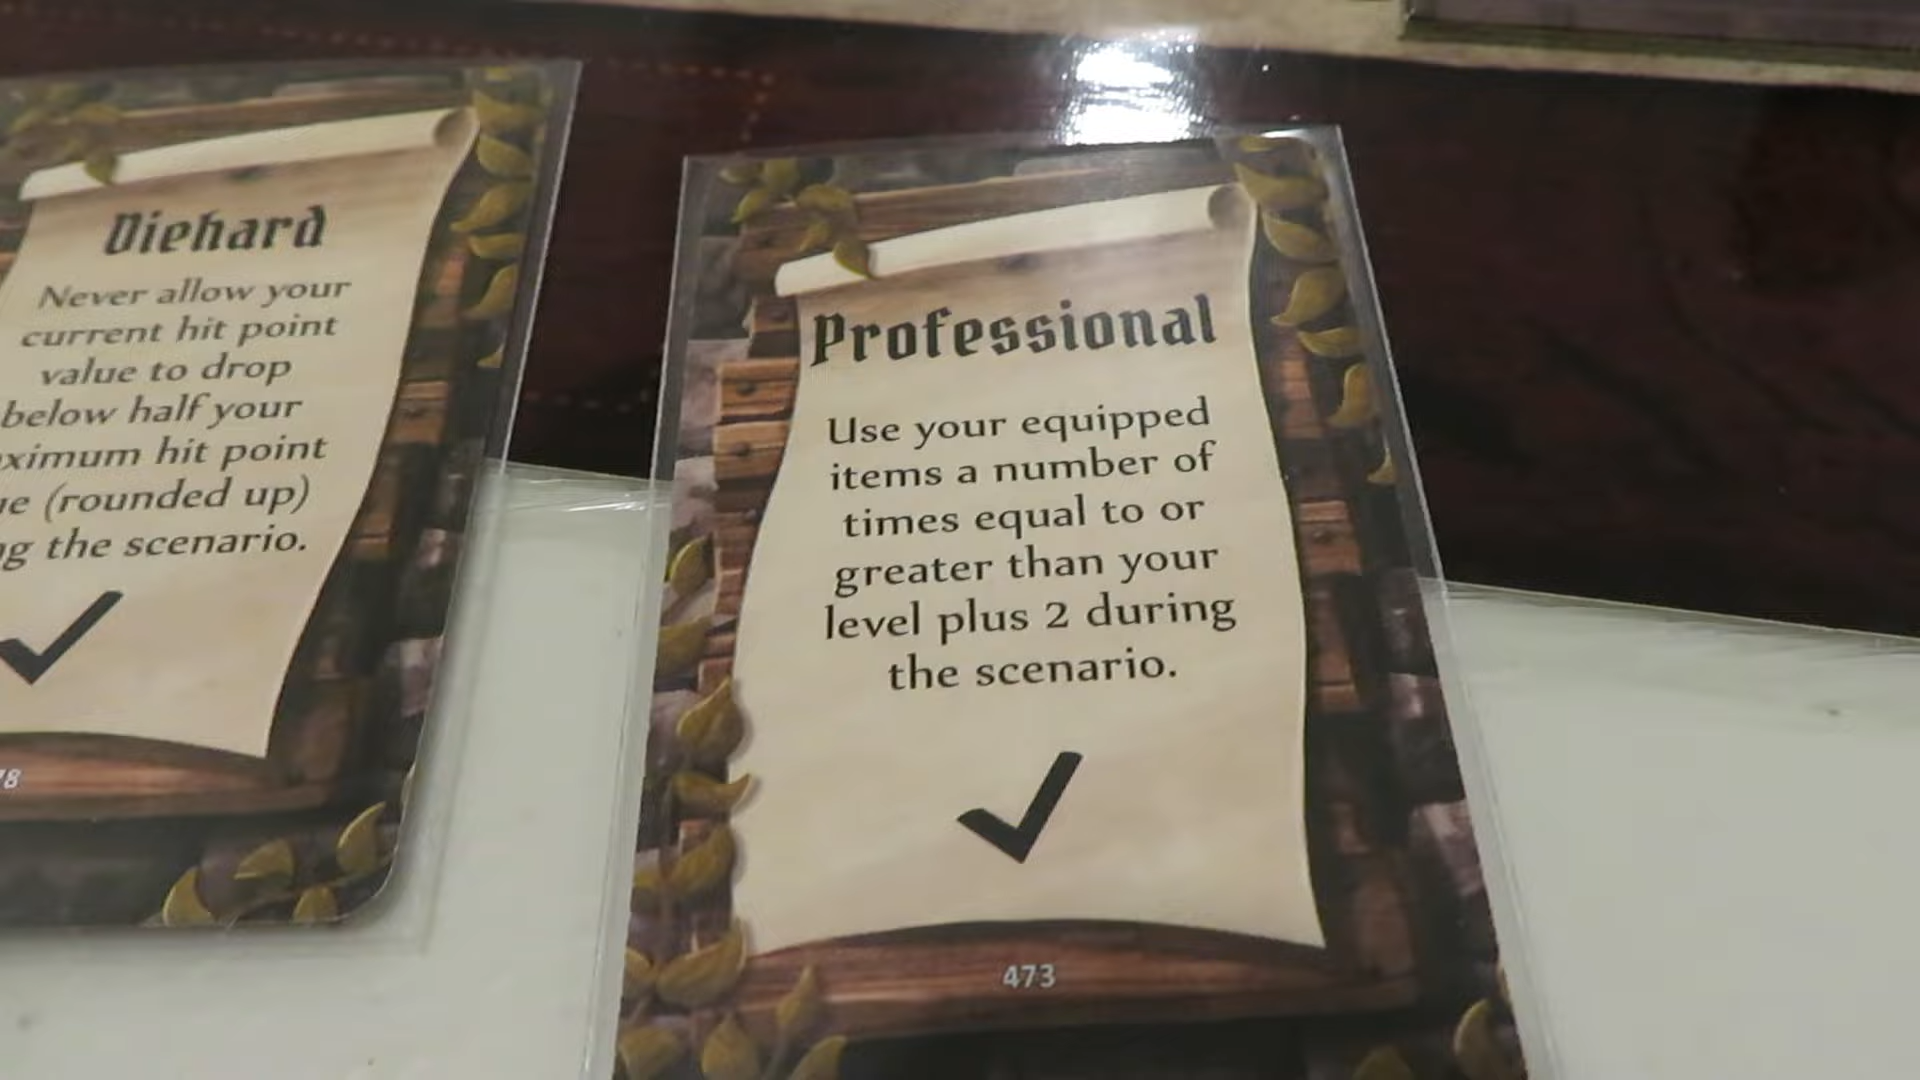 Diehard
Never allow your
current hit point
value to drop
below half your
ximum hit point
ue (rounded up)
ng the scenario.
78
Professional
Use your equipped
items a number of
times equal to or
greater than your
level plus 2 during
the scenario.
473